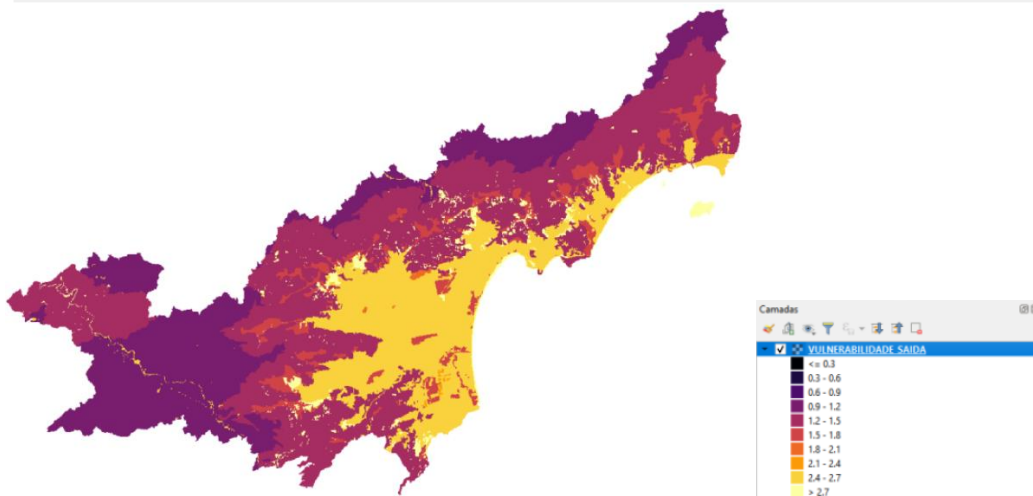 Camadas
VULNERABILIDADE SAIDA
<= 0.3
0.3 - 0.6
0.6 - 0.9
0.9 - 1.2
1.2 - 1.5
1.5 - 1.8
1.8 - 2.1
2.1 - 2.4
2.4 - 2.7
> 2.7